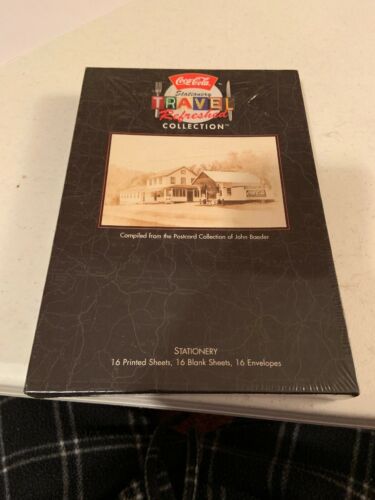 Coca-Cola
Stationery
TRAVEL
Refreshed
COLLECTION™
Compiled from the Postcard Collection of John Baeder
STATIONERY
16 Printed Sheets, 16 Blank Sheets, 16 Envelopes